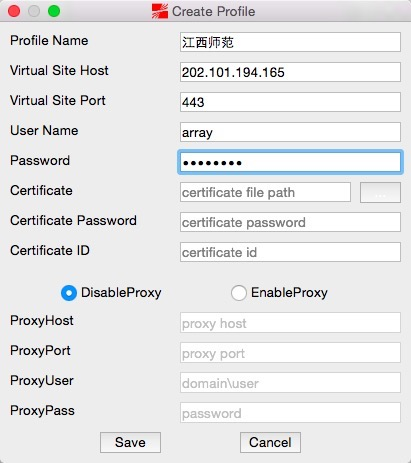 Create Profile
Profile Name 江西师范
Virtual Site Host 202.101.194.165
Virtual Site Port 443
User Name array
Password ••••••••
Certificate certificate file path ...
Certificate Password certificate password
Certificate ID certificate id
DisableProxy EnableProxy
ProxyHost proxy host
ProxyPort proxy port
ProxyUser domain\user
ProxyPass password
Save Cancel